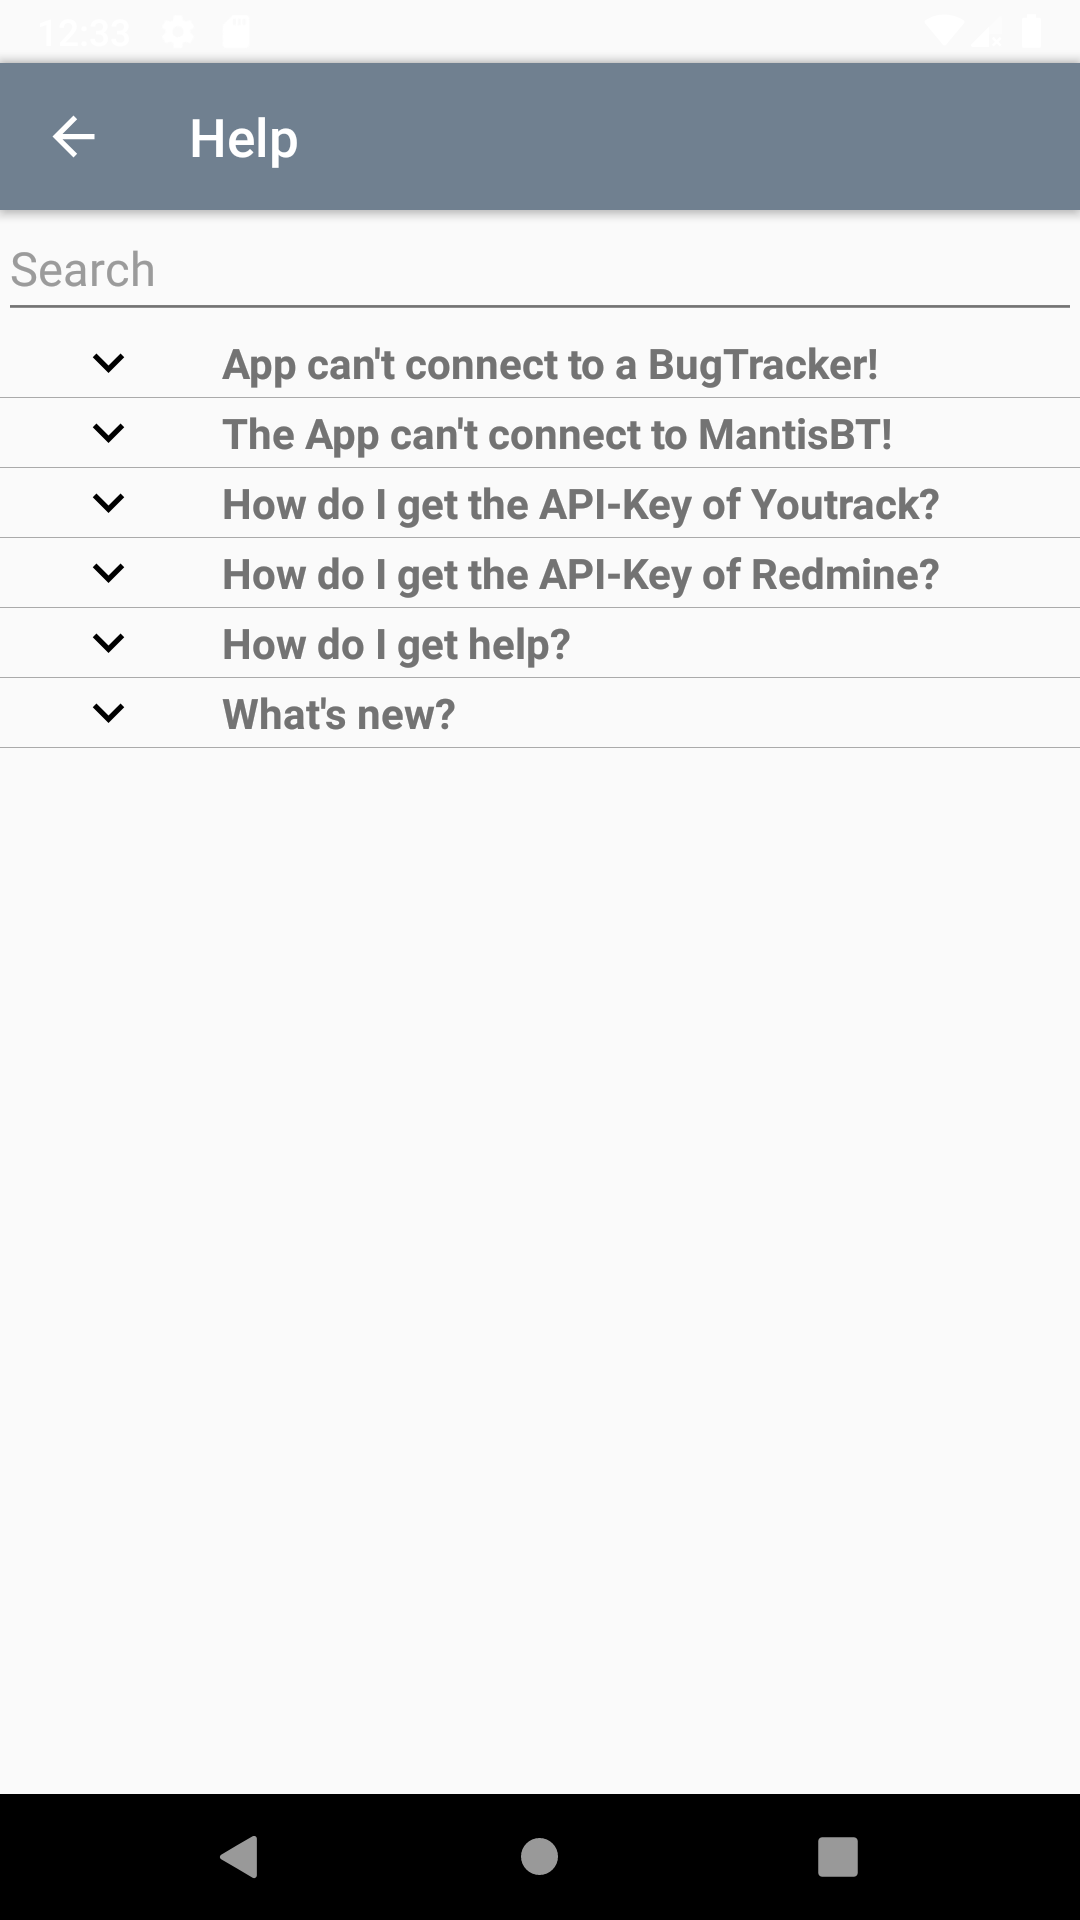 12:33
Help
Search
App can't connect to a BugTracker!
The App can't connect to MantisBT!
How do I get the API-Key of Youtrack?
How do I get the API-Key of Redmine?
How do I get help?
What's new?